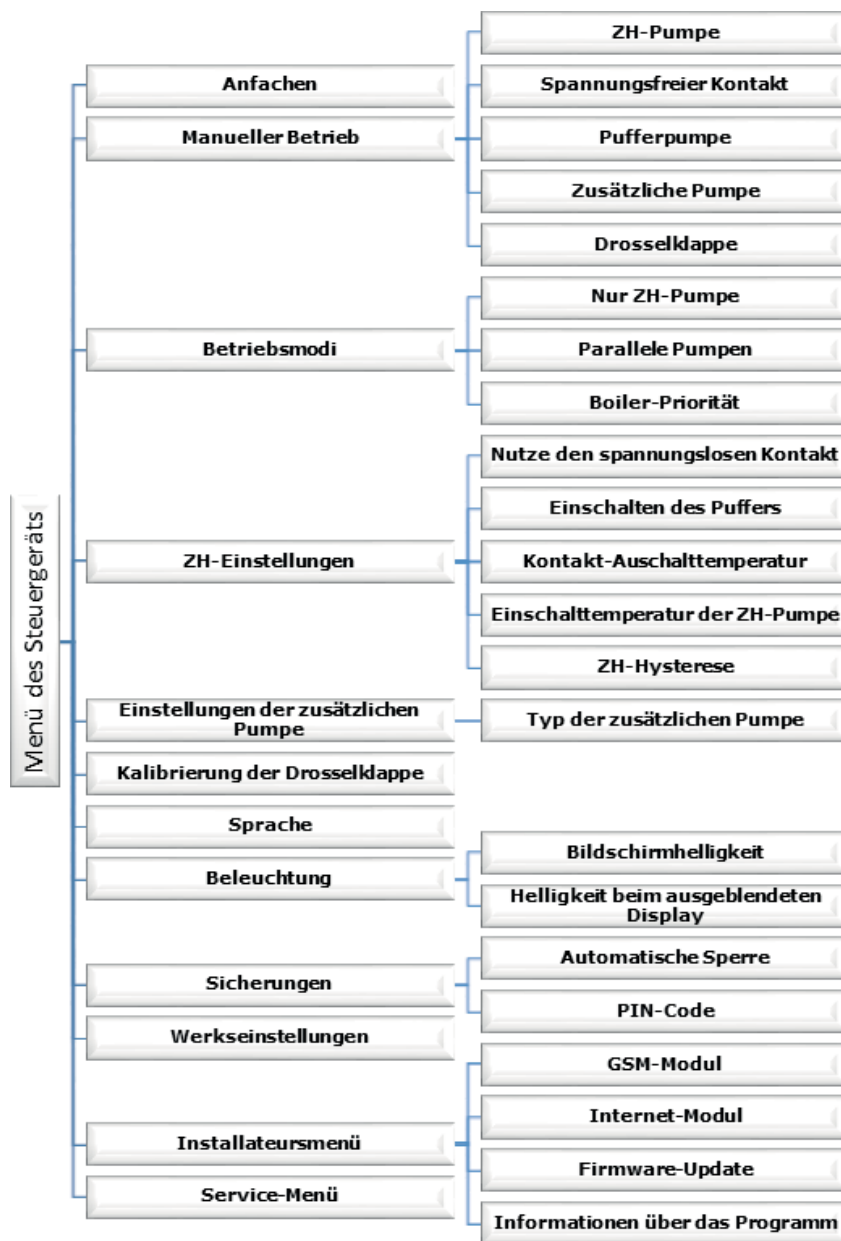 Menü des Steuergeräts
Anfachen
Manueller Betrieb
ZH-Pumpe
Spannungsfreier Kontakt
Pufferpumpe
Zusätzliche Pumpe
Drosselklappe
Betriebsmodi
Nur ZH-Pumpe
Parallele Pumpen
Boiler-Priorität
ZH-Einstellungen
Nutze den spannungslosen Kontakt
Einschalten des Puffers
Kontakt-Auschalttemperatur
Einschalttemperatur der ZH-Pumpe
ZH-Hysterese
Einstellungen der zusätzlichen
Pumpe
Typ der zusätzlichen Pumpe
Kalibrierung der Drosselklappe
Sprache
Beleuchtung
Bildschirmhelligkeit
Helligkeit beim ausgeblendeten
Display
Sicherungen
Automatische Sperre
PIN-Code
Werkseinstellungen
Installateursmenü
GSM-Modul
Internet-Modul
Firmware-Update
Informationen über das Programm
Service-Menü